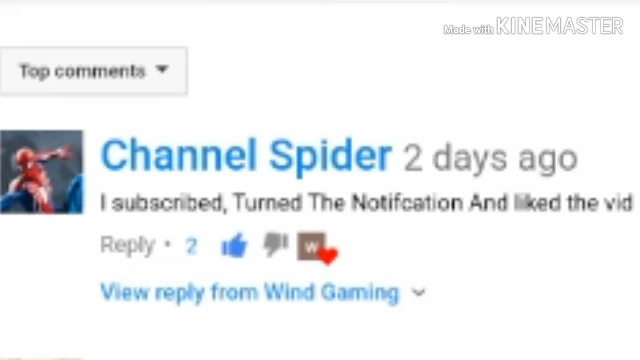 Made with KINEMASTER
Top comments
Channel Spider 2 days ago
I subscribed, Turned The Notifcation And liked the vid
Reply • 2 W
View reply from Wind Gaming